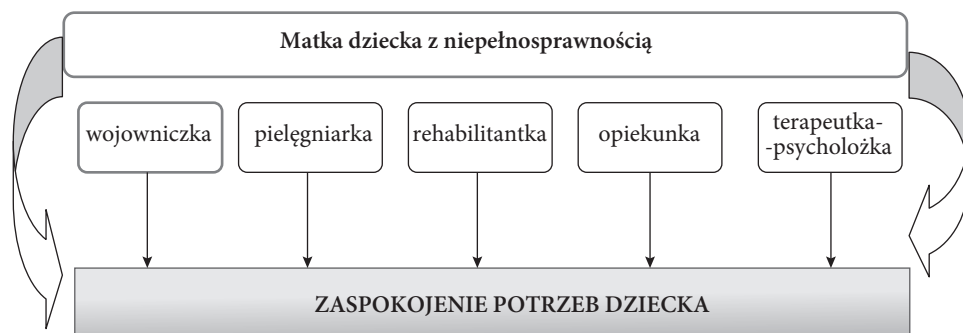 Matka dziecka z niepełnosprawnością
wojowniczka
pielęgniarka
rehabilitantka
opiekunka
terapeutka-
-psycholożka
ZASPOKOJENIE POTRZEB DZIECKA